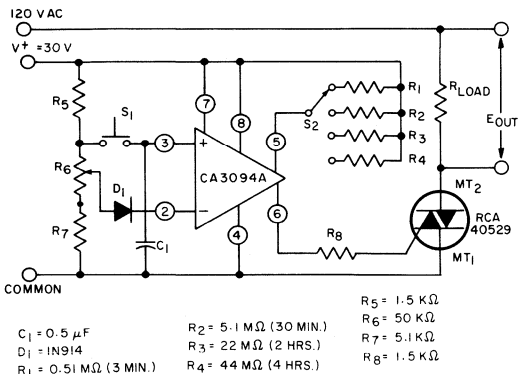 120 VAC
V+ =30 V
R5
S1
R6
R7
D1
C1
3
2
+
−
CA3094A
7
8
4
5
6
S2
R1
R2
R3
R4
RLOAD
EOUT
R8
MT2
RCA
40529
MT1
COMMON
C1 = 0.5 µF
D1 = 1N914
R1 = 0.51 MΩ (3 MIN.)
R2 = 5.1 MΩ (30 MIN.)
R3 = 22 MΩ (2 HRS.)
R4 = 44 MΩ (4 HRS.)
R5 = 1.5 KΩ
R6 = 50 KΩ
R7 = 5.1 KΩ
R8 = 1.5 KΩ